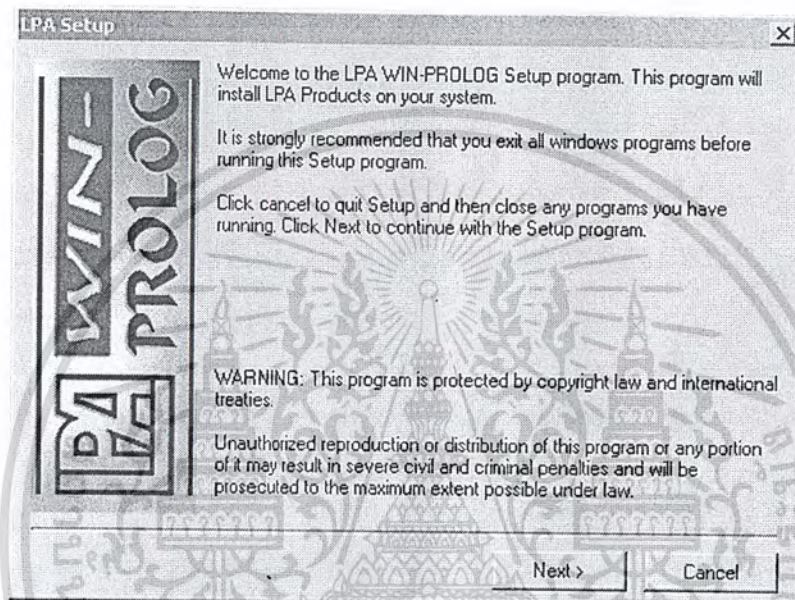 LPA Setup
WIN-
PROLOG
LPA
Welcome to the LPA WIN-PROLOG Setup program. This program will
install LPA Products on your system.
It is strongly recommended that you exit all windows programs before
running this Setup program.
Click cancel to quit Setup and then close any programs you have
running. Click Next to continue with the Setup program.
WARNING: This program is protected by copyright law and international
treaties.
Unauthorized reproduction or distribution of this program or any portion
of it may result in severe civil and criminal penalties and will be
prosecuted to the maximum extent possible under law.
Next >
Cancel